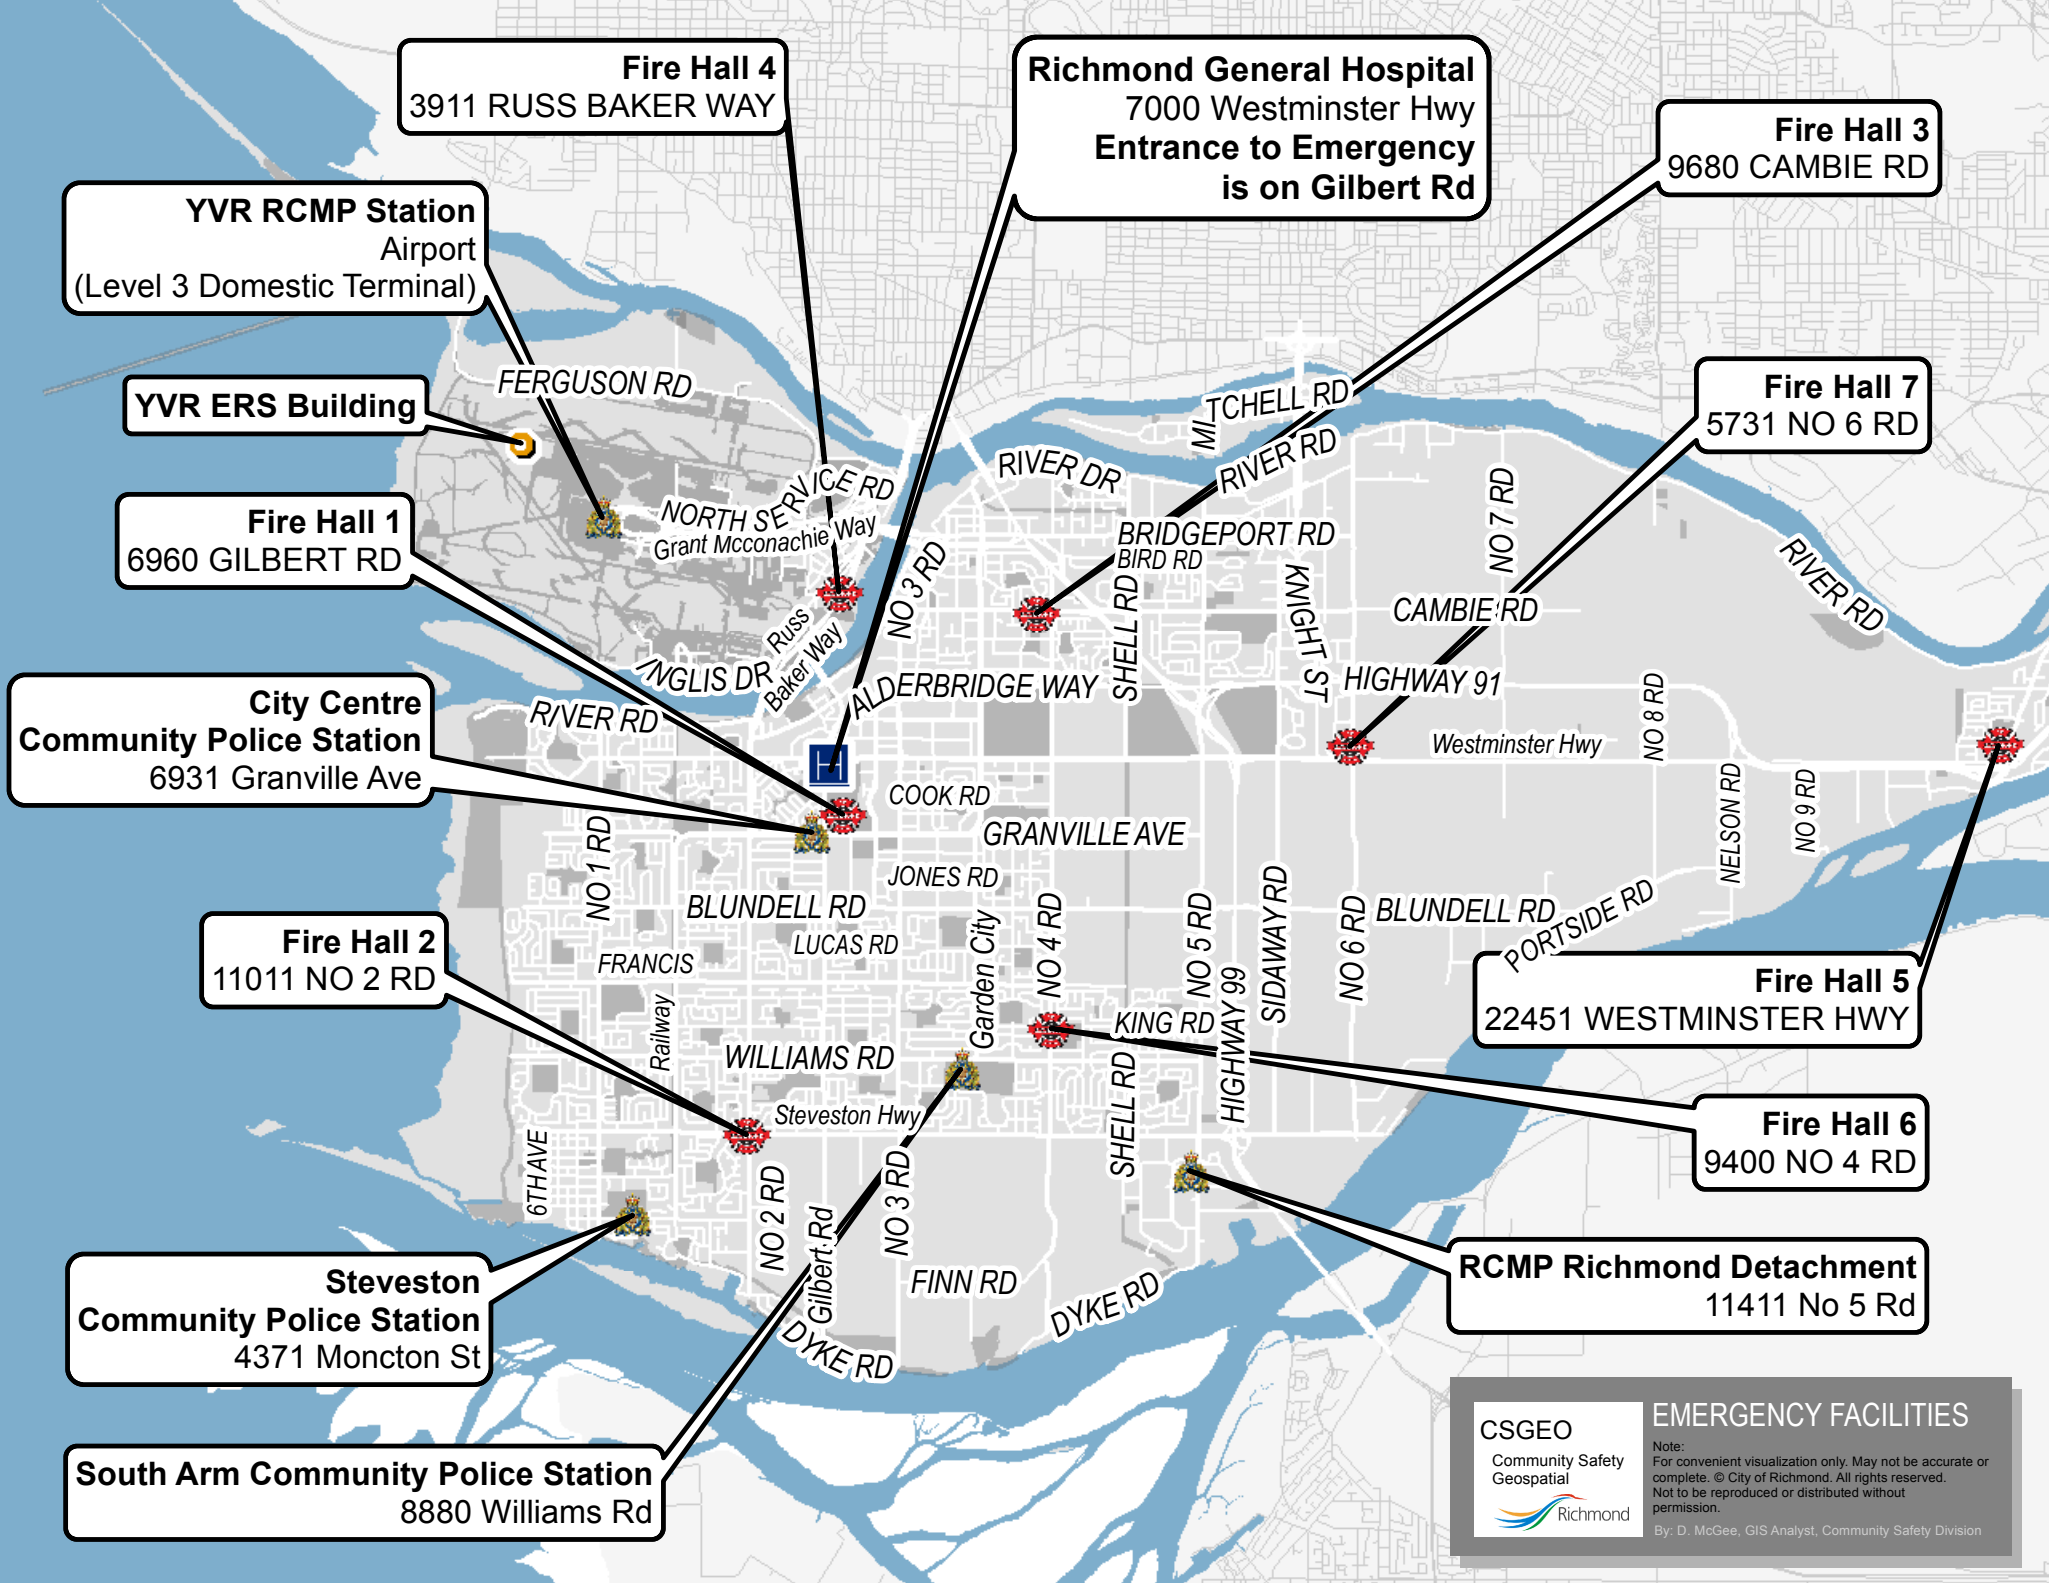 Fire Hall 4
3911 RUSS BAKER WAY
Richmond General Hospital
7000 Westminster Hwy
Entrance to Emergency
is on Gilbert Rd
Fire Hall 3
9680 CAMBIE RD
YVR RCMP Station
Airport
(Level 3 Domestic Terminal)
YVR ERS Building
Fire Hall 7
5731 NO 6 RD
Fire Hall 1
6960 GILBERT RD
City Centre
Community Police Station
6931 Granville Ave
Fire Hall 2
11011 NO 2 RD
Fire Hall 5
22451 WESTMINSTER HWY
Fire Hall 6
9400 NO 4 RD
RCMP Richmond Detachment
11411 No 5 Rd
Steveston
Community Police Station
4371 Moncton St
South Arm Community Police Station
8880 Williams Rd
FERGUSON RD
MITCHELL RD
RIVER RD
RIVER DR
NORTH SERVICE RD
Grant Mcconachie Way
NO 3 RD
BRIDGEPORT RD
BIRD RD
NO 7 RD
RIVER RD
KNIGHT ST
CAMBIE RD
SHELL RD
Russ
Baker Way
INGLIS DR
RIVER RD
ALDERBRIDGE WAY
HIGHWAY 91
NO 8 RD
Westminster Hwy
COOK RD
GRANVILLE AVE
NELSON RD
NO 9 RD
NO 1 RD
JONES RD
BLUNDELL RD
LUCAS RD
FRANCIS
Garden City
NO 4 RD
NO 5 RD
SIDAWAY RD
NO 6 RD
BLUNDELL RD
PORTSIDE RD
Railway
KING RD
HIGHWAY 99
WILLIAMS RD
Steveston Hwy
SHELL RD
6TH AVE
NO 2 RD
Gilbert Rd
NO 3 RD
FINN RD
DYKE RD
DYKE RD
CSGEO
Community Safety
Geospatial
Richmond
EMERGENCY FACILITIES
Note:
For convenient visualization only. May not be accurate or
complete. © City of Richmond. All rights reserved.
Not to be reproduced or distributed without
permission.
By: D. McGee, GIS Analyst, Community Safety Division